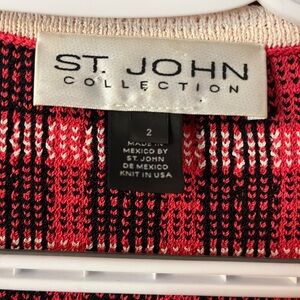 ST. JOHN
COLLECTION
2
MADE IN
MEXICO BY
ST. JOHN
DE MEXICO
KNIT IN USA